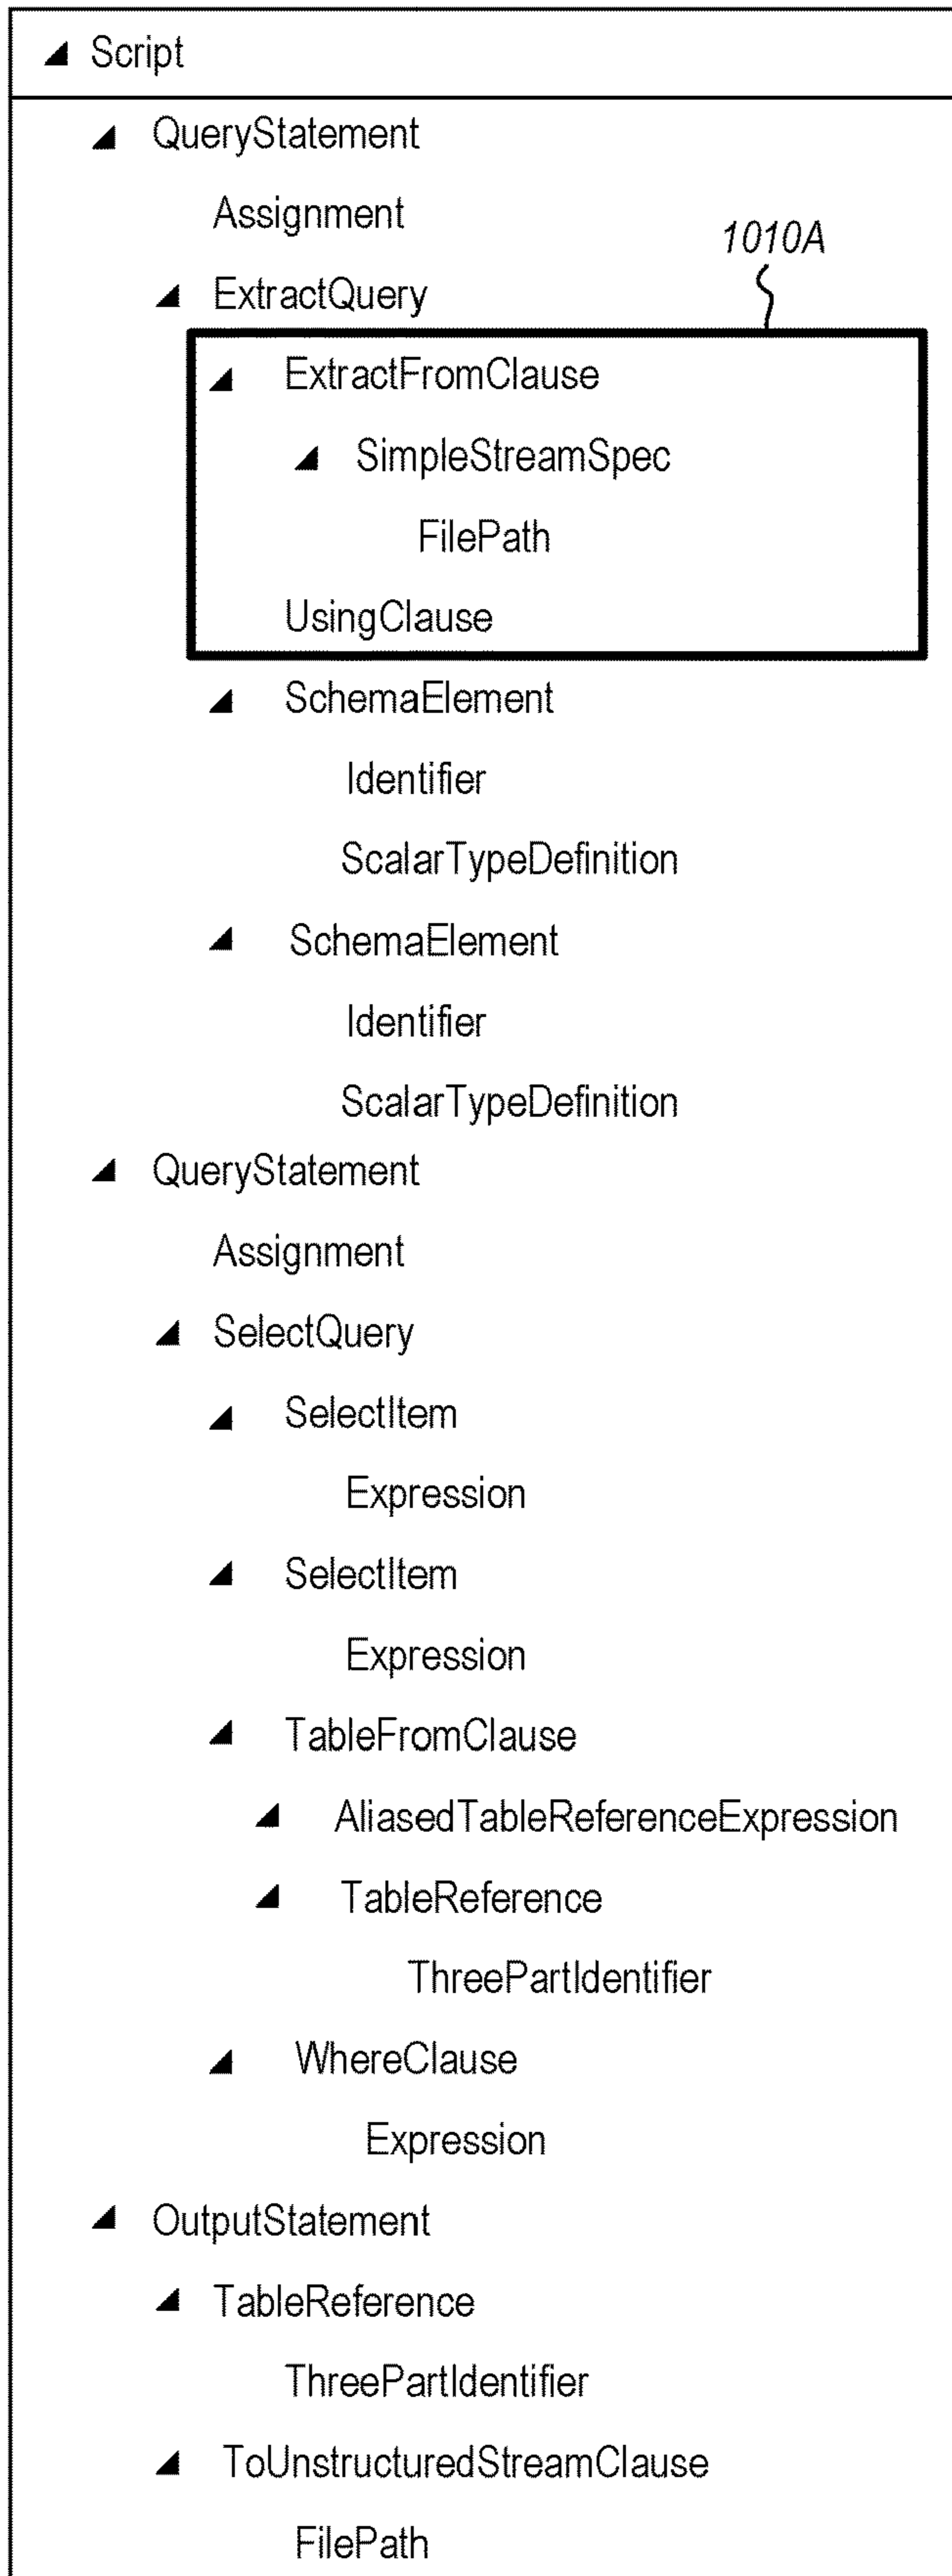 Script
QueryStatement
Assignment
1010A
ExtractQuery
ExtractFromClause
SimpleStreamSpec
FilePath
UsingClause
SchemaElement
Identifier
ScalarTypeDefinition
SchemaElement
Identifier
ScalarTypeDefinition
QueryStatement
Assignment
SelectQuery
SelectItem
Expression
SelectItem
Expression
TableFromClause
AliasedTableReferenceExpression
TableReference
ThreePartIdentifier
WhereClause
Expression
OutputStatement
TableReference
ThreePartIdentifier
ToUnstructuredStreamClause
FilePath